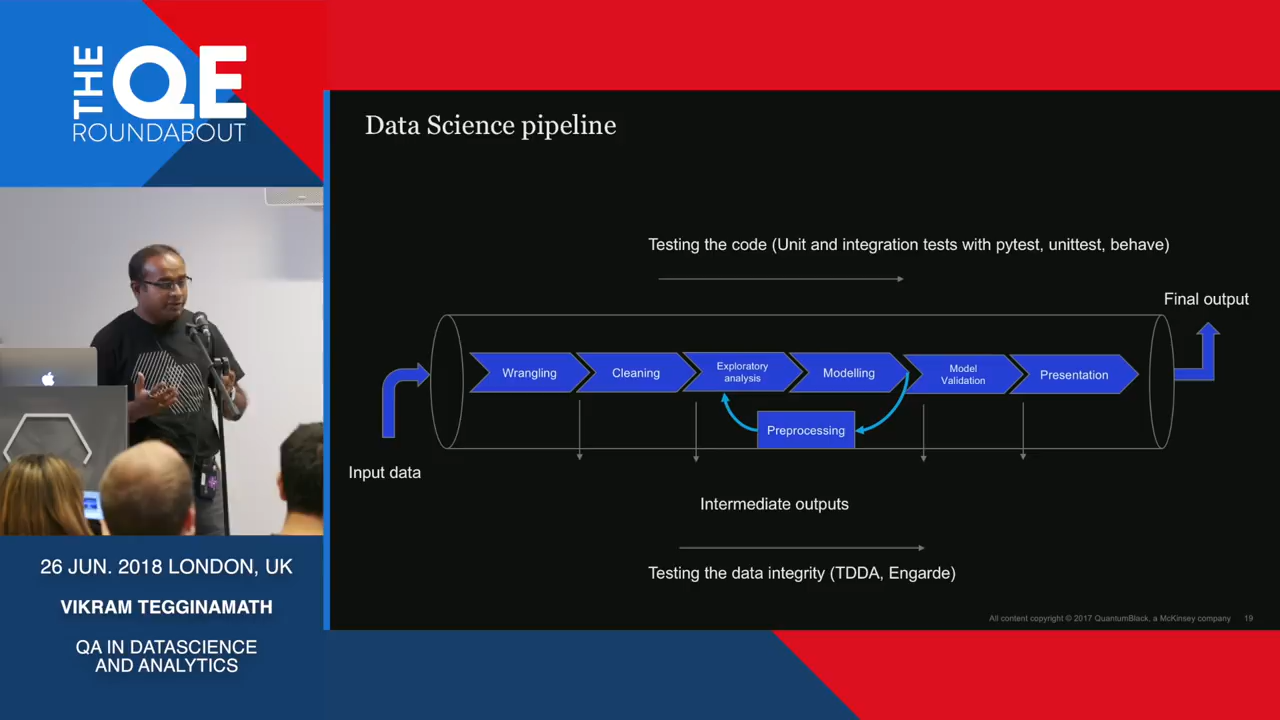 THE
QE
ROUNDABOUT
26 JUN. 2018 LONDON, UK
VIKRAM TEGGINAMATH
QA IN DATASCIENCE
AND ANALYTICS
Data Science pipeline
Testing the code (Unit and integration tests with pytest, unittest, behave)
Final output
Wrangling
Cleaning
Exploratory
analysis
Modelling
Model
Validation
Presentation
Preprocessing
Input data
Intermediate outputs
Testing the data integrity (TDDA, Engarde)
All content copyright © 2017 QuantumBlack, a McKinsey company 19